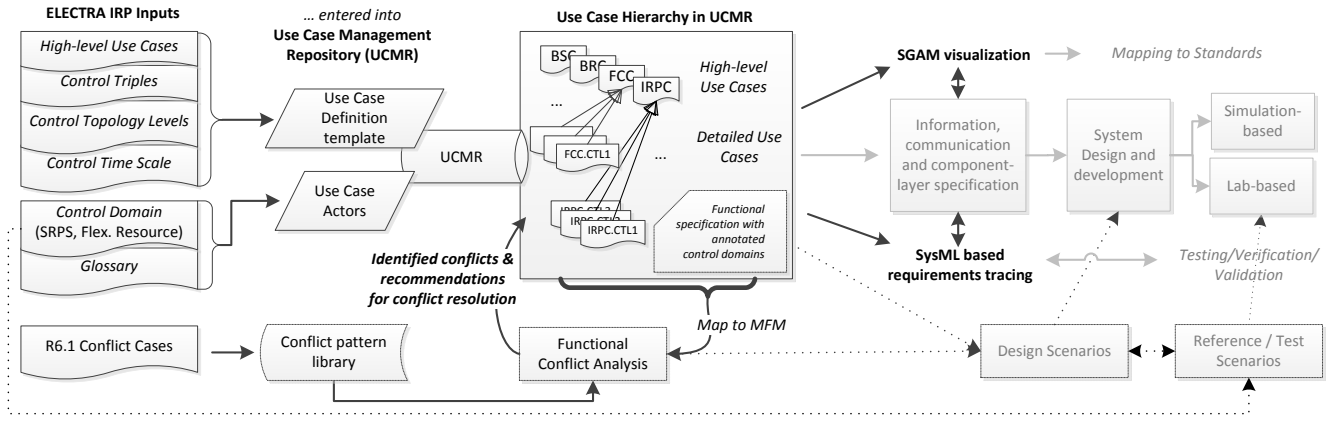 ELECTRA IRP Inputs
High-level Use Cases
Control Triples
Control Topology Levels
Control Time Scale
Control Domain
(SRPS, Flex. Resource)
Glossary
R6.1 Conflict Cases
... entered into
Use Case Management
Repository (UCMR)
Use Case
Definition
template
Use Case
Actors
UCMR
Conflict pattern
library
Use Case Hierarchy in UCMR
BSC
BRC
FCC
IRPC
...
High-level
Use Cases
FCC.CTL1
...
Detailed Use
Cases
IRPC.CTL1
Functional
specification with
annotated
control domains
Identified conflicts &
recommendations
for conflict resolution
Map to MFM
Functional
Conflict Analysis
SGAM visualization
Mapping to Standards
Information,
communication
and component-
layer specification
System
Design and
development
Simulation-
based
Lab-based
SysML based
requirements tracing
Testing/Verification/
Validation
Design Scenarios
Reference / Test
Scenarios